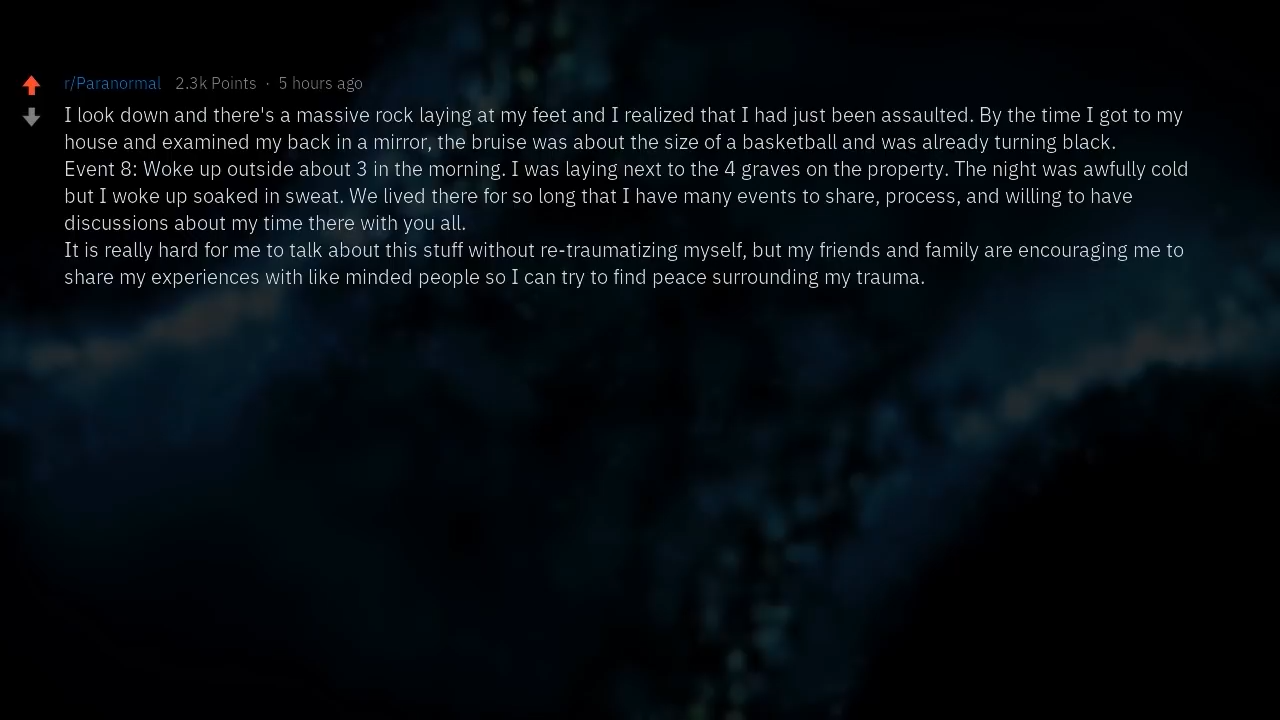 r/Paranormal 2.3k Points · 5 hours ago
I look down and there's a massive rock laying at my feet and I realized that I had just been assaulted. By the time I got to my
house and examined my back in a mirror, the bruise was about the size of a basketball and was already turning black.
Event 8: Woke up outside about 3 in the morning. I was laying next to the 4 graves on the property. The night was awfully cold
but I woke up soaked in sweat. We lived there for so long that I have many events to share, process, and willing to have
discussions about my time there with you all.
It is really hard for me to talk about this stuff without re-traumatizing myself, but my friends and family are encouraging me to
share my experiences with like minded people so I can try to find peace surrounding my trauma.